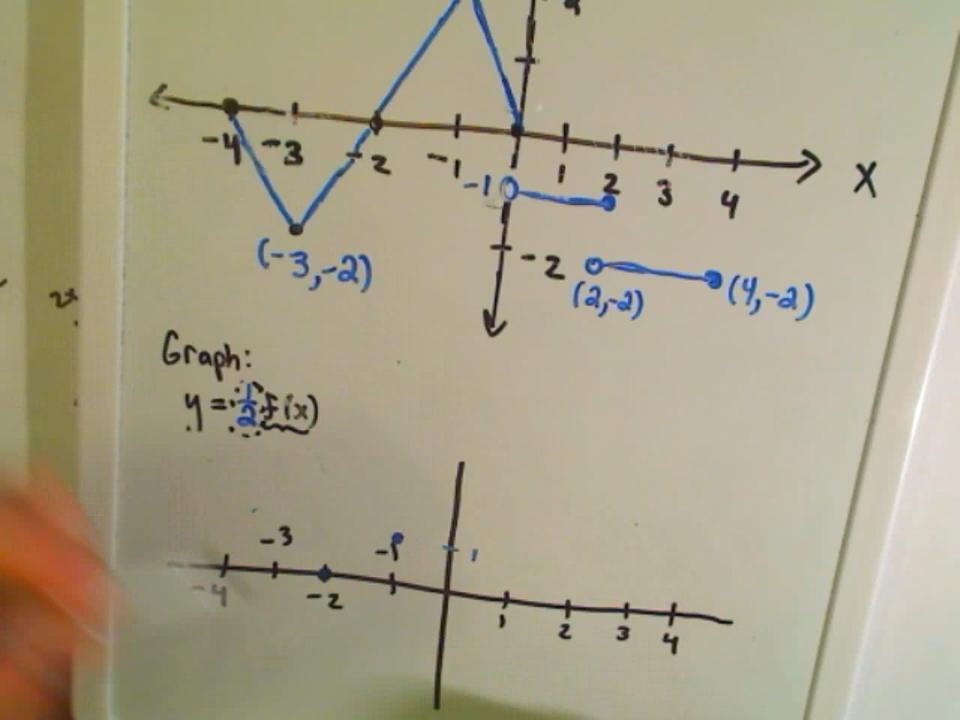 -4 -3 -2 -1 1 2 3 4 X
-1
-2
(-3,-2)
(2,-2) (4,-2)
Graph:
y = 1/2 f(x)
-3 -1 1
-4 -2 1 2 3 4